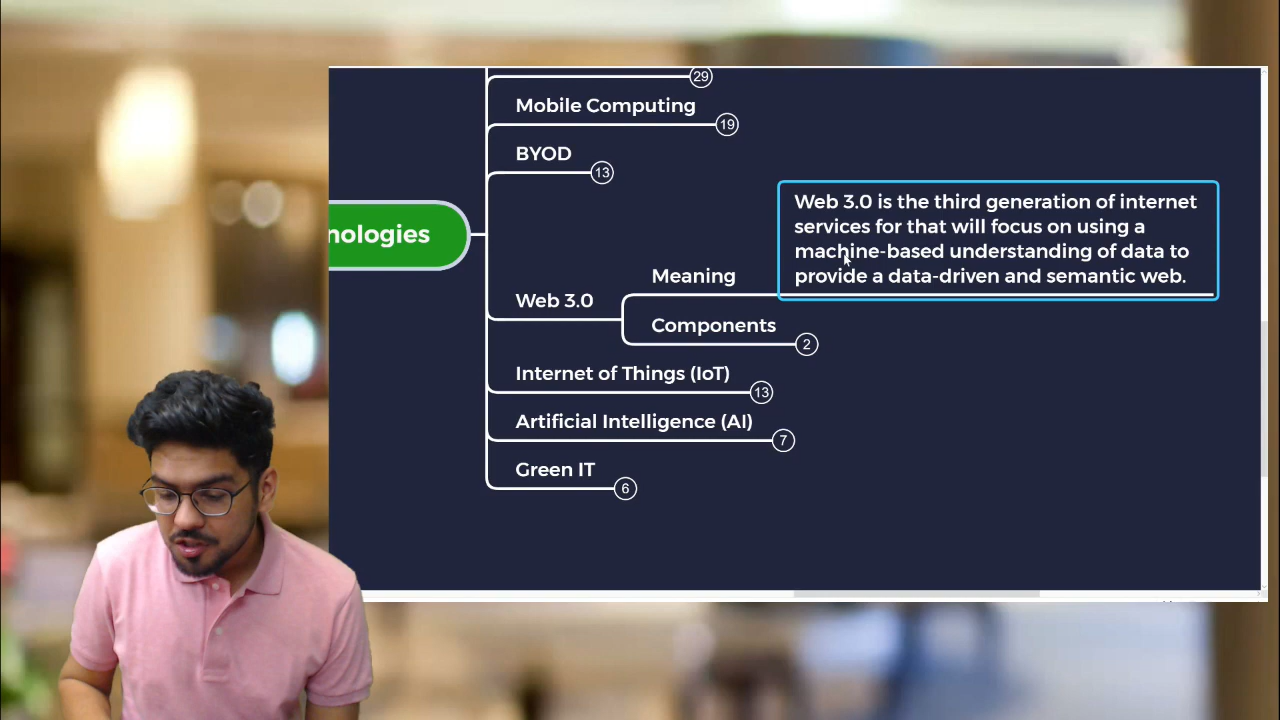 29
Mobile Computing
19
BYOD
13
nologies
Web 3.0 is the third generation of internet
services for that will focus on using a
machine-based understanding of data to
provide a data-driven and semantic web.
Meaning
Web 3.0
Components
2
Internet of Things (IoT)
13
Artificial Intelligence (AI)
7
Green IT
6